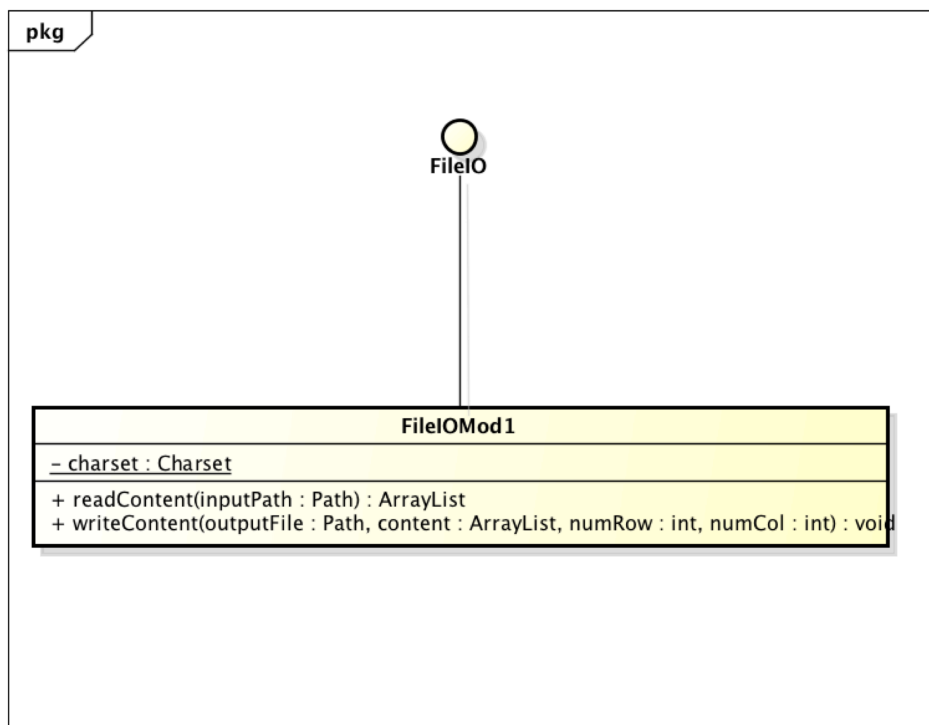 pkg
FileIO
FileIOMod1
- charset : Charset
+ readContent(inputPath : Path) : ArrayList
+ writeContent(outputFile : Path, content : ArrayList, numRow : int, numCol : int) : void